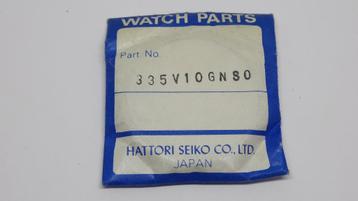 WATCH PARTS
Part. No.
335V10GNS0
HATTORI SEIKO CO., LTD.
JAPAN